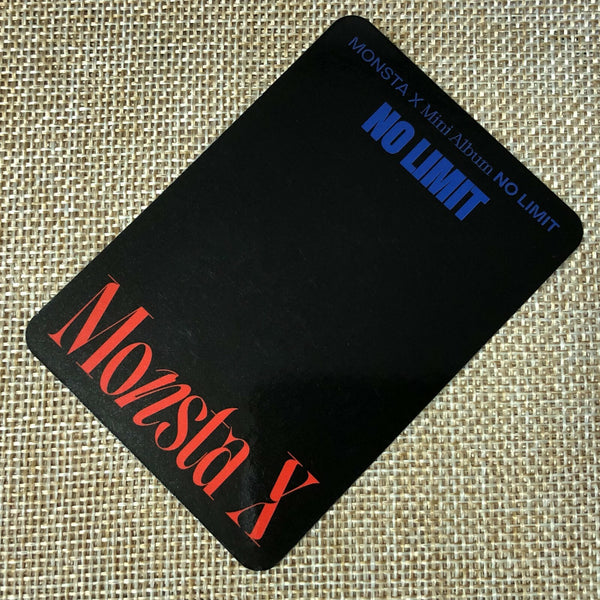 MONSTA X Mini Album NO LIMIT
NO LIMIT
Monsta X